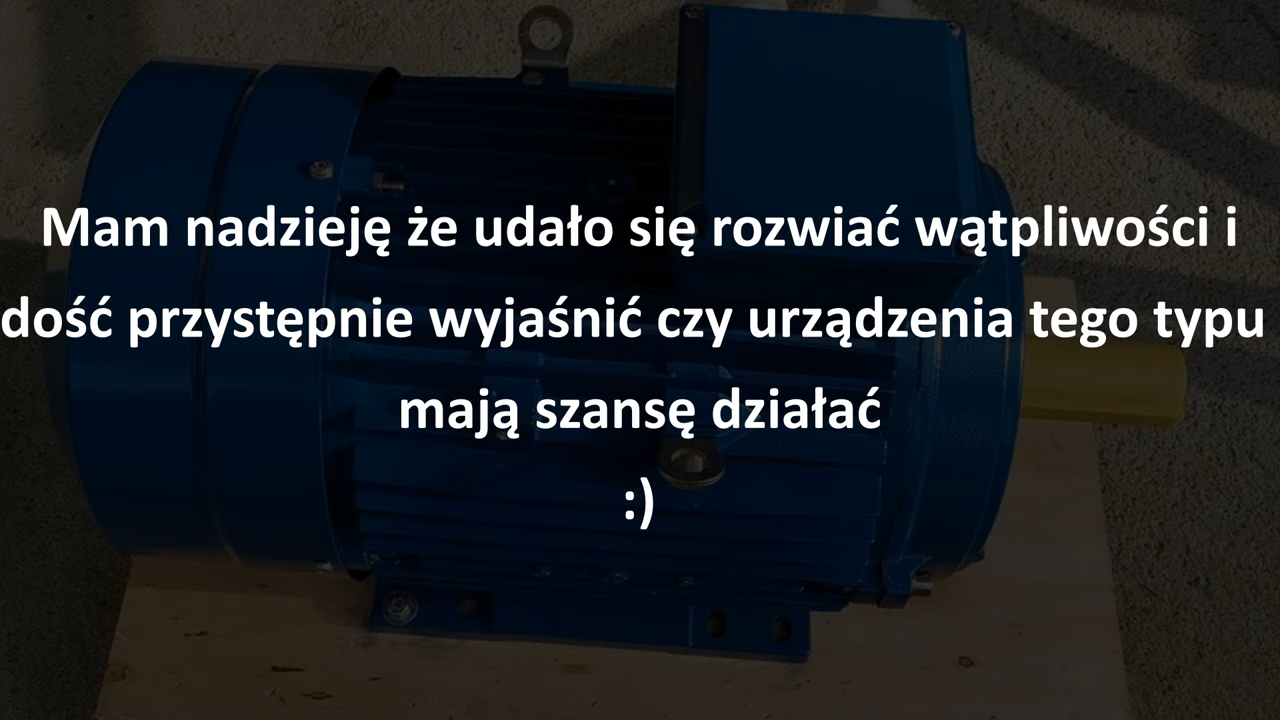 Mam nadzieję że udało się rozwiać wątpliwości i
dość przystępnie wyjaśnić czy urządzenia tego typu
mają szansę działać
:)